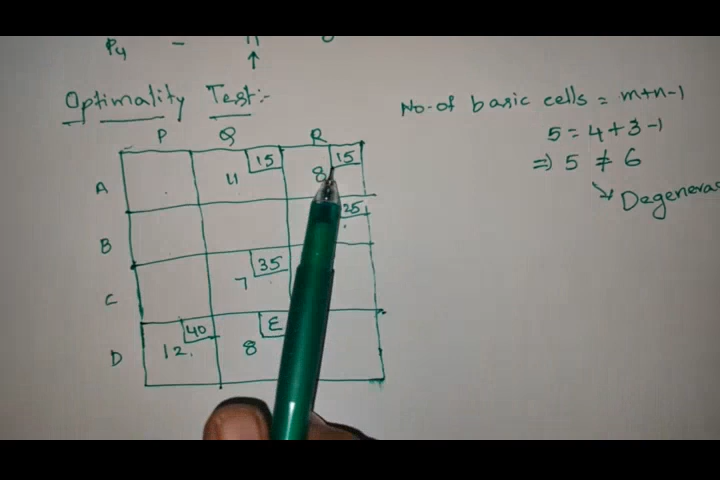 P4 -
Optimality Test:-
No. of basic cells = m+n-1
5 = 4+3-1
⇒ 5 ≠ 6
↘ Degenerac
P Q R
A 11 15 8 15
B 25
C 7 35
D 12. 40 8 ε